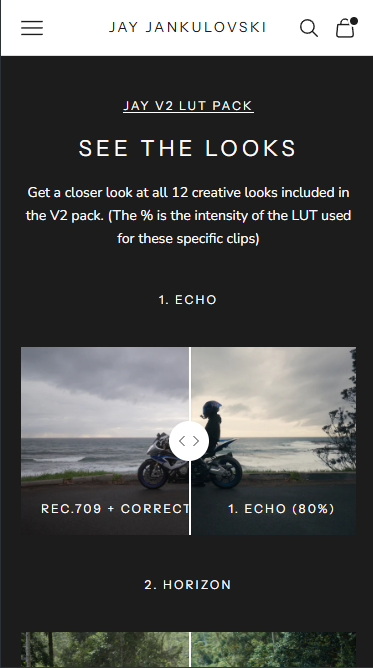 JAY JANKULOVSKI
JAY V2 LUT PACK
SEE THE LOOKS
Get a closer look at all 12 creative looks included in
the V2 pack. (The % is the intensity of the LUT used
for these specific clips)
1. ECHO
REC.709 + CORRECT
1. ECHO (80%)
2. HORIZON